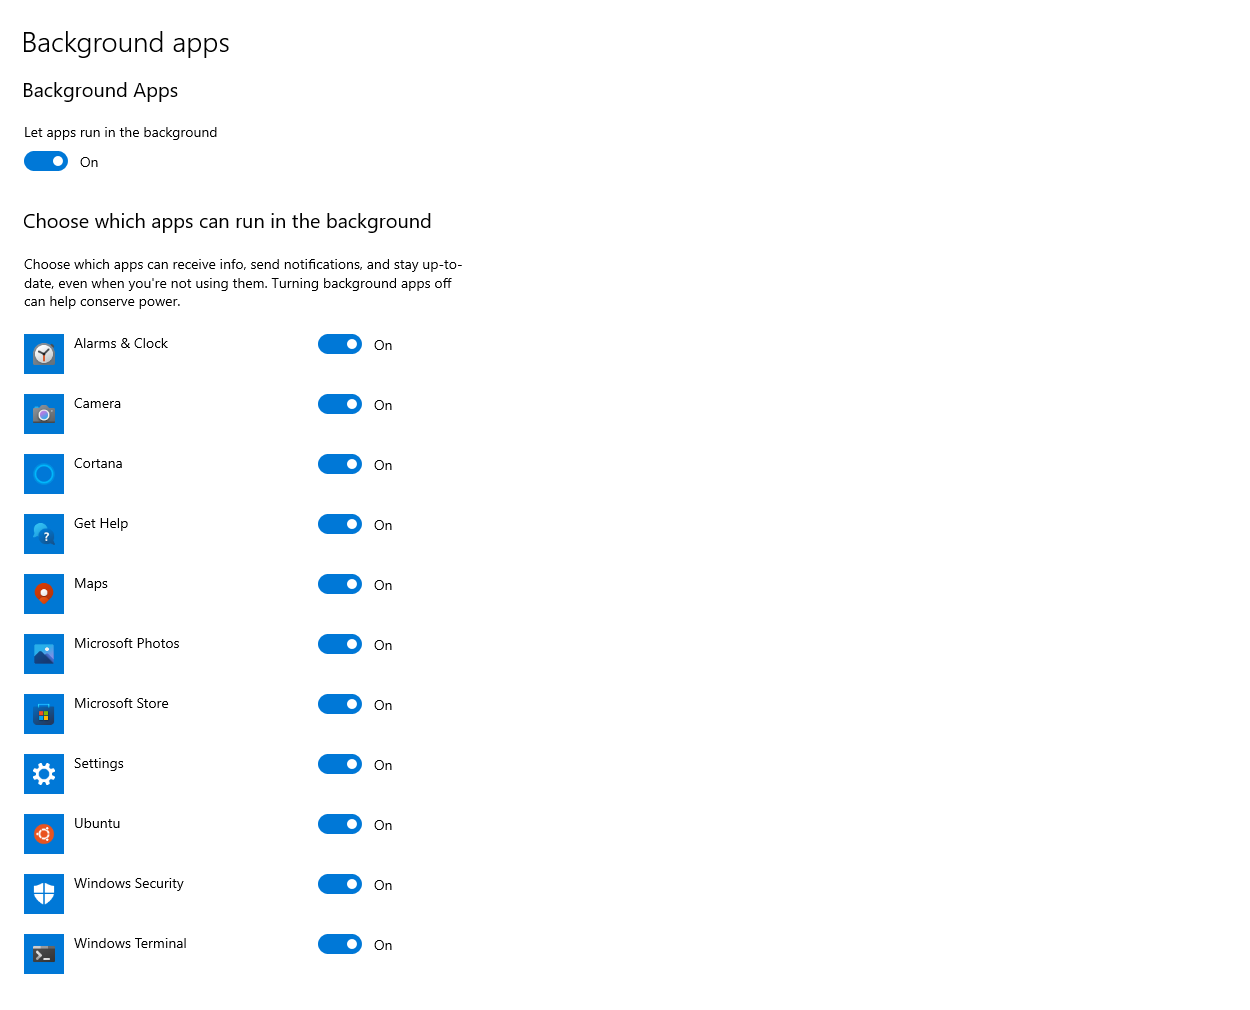 Background apps
Background Apps
Let apps run in the background
On
Choose which apps can run in the background
Choose which apps can receive info, send notifications, and stay up-to-
date, even when you're not using them. Turning background apps off
can help conserve power.
Alarms & Clock On
Camera On
Cortana On
Get Help On
Maps On
Microsoft Photos On
Microsoft Store On
Settings On
Ubuntu On
Windows Security On
Windows Terminal On